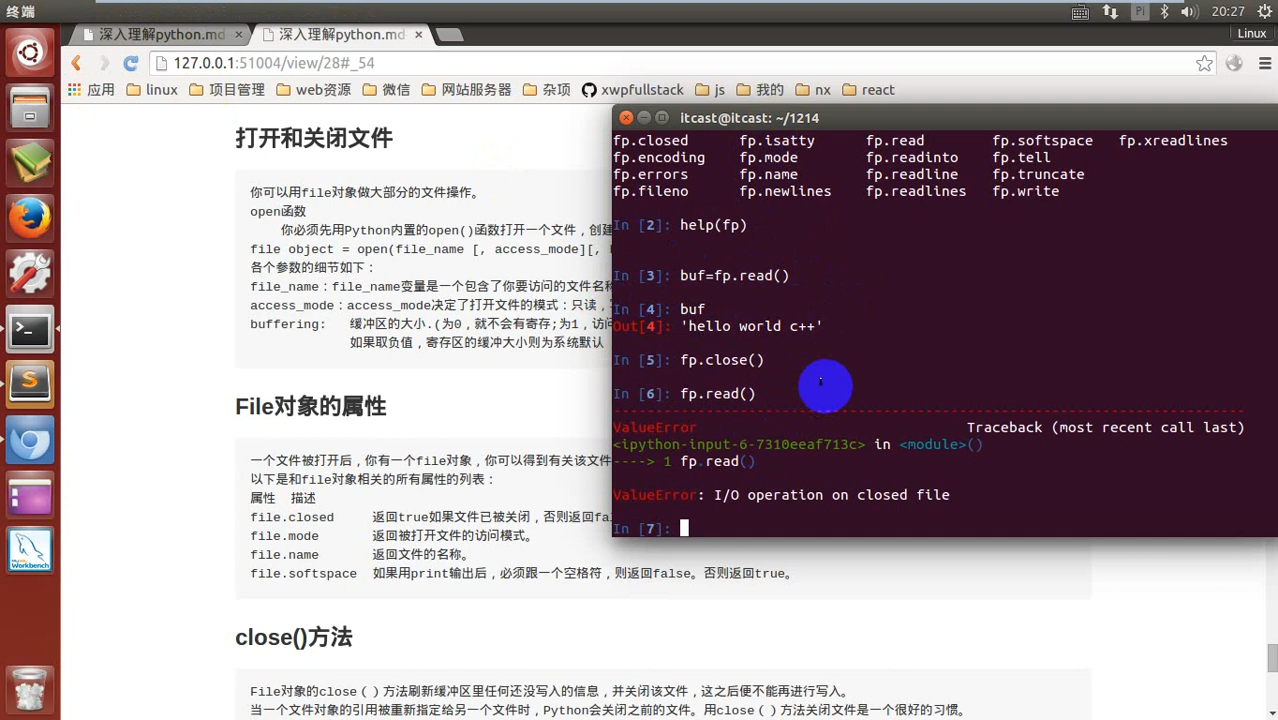 终端
Pi
20:27
深入理解python.md ×
深入理解python.md ×
Linux
127.0.0.1:51004/view/28#_54
应用 linux 项目管理 web资源 微信 网站服务 杂项 xwpfullstack js 我的 nx react
打开和关闭文件
你可以用file对象做大部分的文件操作。
open函数
你必须先用Python内置的open()函数打开一个文件，创建
file object = open(file_name [, access_mode][,
各个参数的细节如下：
file_name：file_name变量是一个包含了你要访问的文件名称
access_mode：access_mode决定了打开文件的模式：只读，
buffering: 缓冲区的大小.(为0，就不会有寄存;为1，访问
如果取负值，寄存区的缓冲大小则为系统默认
File对象的属性
一个文件被打开后，你有一个file对象，你可以得到有关该文件
以下是和file对象相关的所有属性的列表：
属性 描述
file.closed 返回true如果文件已被关闭，否则返回fal
file.mode 返回被打开文件的访问模式。
file.name 返回文件的名称。
file.softspace 如果用print输出后，必须跟一个空格符，则返回false。否则返回true。
close()方法
File对象的close（）方法刷新缓冲区里任何还没写入的信息，并关闭该文件，这之后便不能再进行写入。
当一个文件对象的引用被重新指定给另一个文件时，Python会关闭之前的文件。用close（）方法关闭文件是一个很好的习惯。
itcast@itcast: ~/1214
fp.closed fp.isatty fp.read fp.softspace fp.xreadlines
fp.encoding fp.mode fp.readinto fp.tell
fp.errors fp.name fp.readline fp.truncate
fp.fileno fp.newlines fp.readlines fp.write
In [2]: help(fp)
In [3]: buf=fp.read()
In [4]: buf
Out[4]: 'hello world c++'
In [5]: fp.close()
In [6]: fp.read()
---------------------------------------------------------------------------
ValueError Traceback (most recent call last)
<ipython-input-6-7310eeaf713c> in <module>()
----> 1 fp.read()
ValueError: I/O operation on closed file
In [7]:
MySQL
Workbench